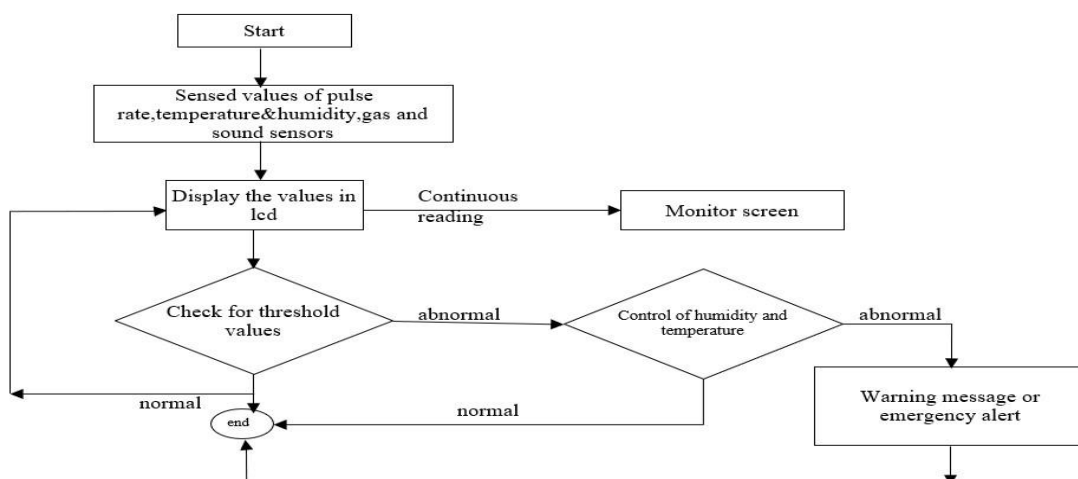 Start
Sensed values of pulse
rate,temperature&humidity,gas and
sound sensors
Display the values in
lcd
Continuous
reading
Monitor screen
Check for threshold
values
abnormal
Control of humidity and
temperature
abnormal
normal
end
normal
Warning message or
emergency alert